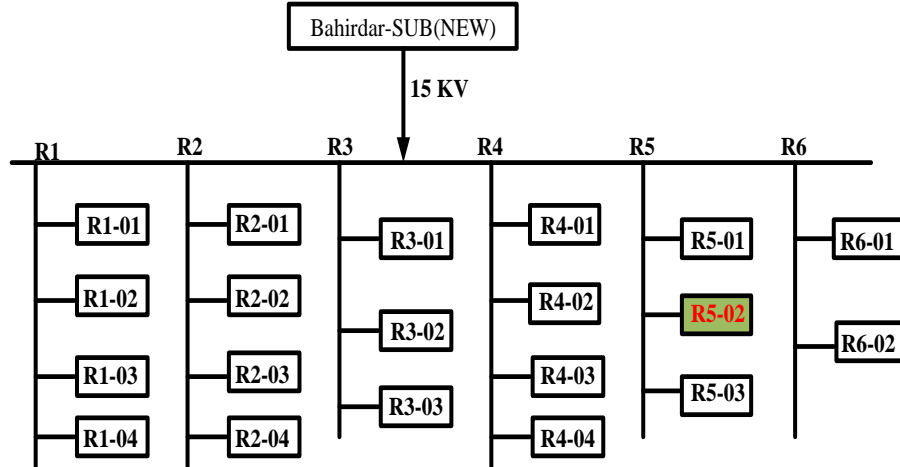 Bahirdar-SUB(NEW)
15 KV
R1
R2
R3
R4
R5
R6
R1-01
R1-02
R1-03
R1-04
R2-01
R2-02
R2-03
R2-04
R3-01
R3-02
R3-03
R4-01
R4-02
R4-03
R4-04
R5-01
R5-02
R5-03
R6-01
R6-02